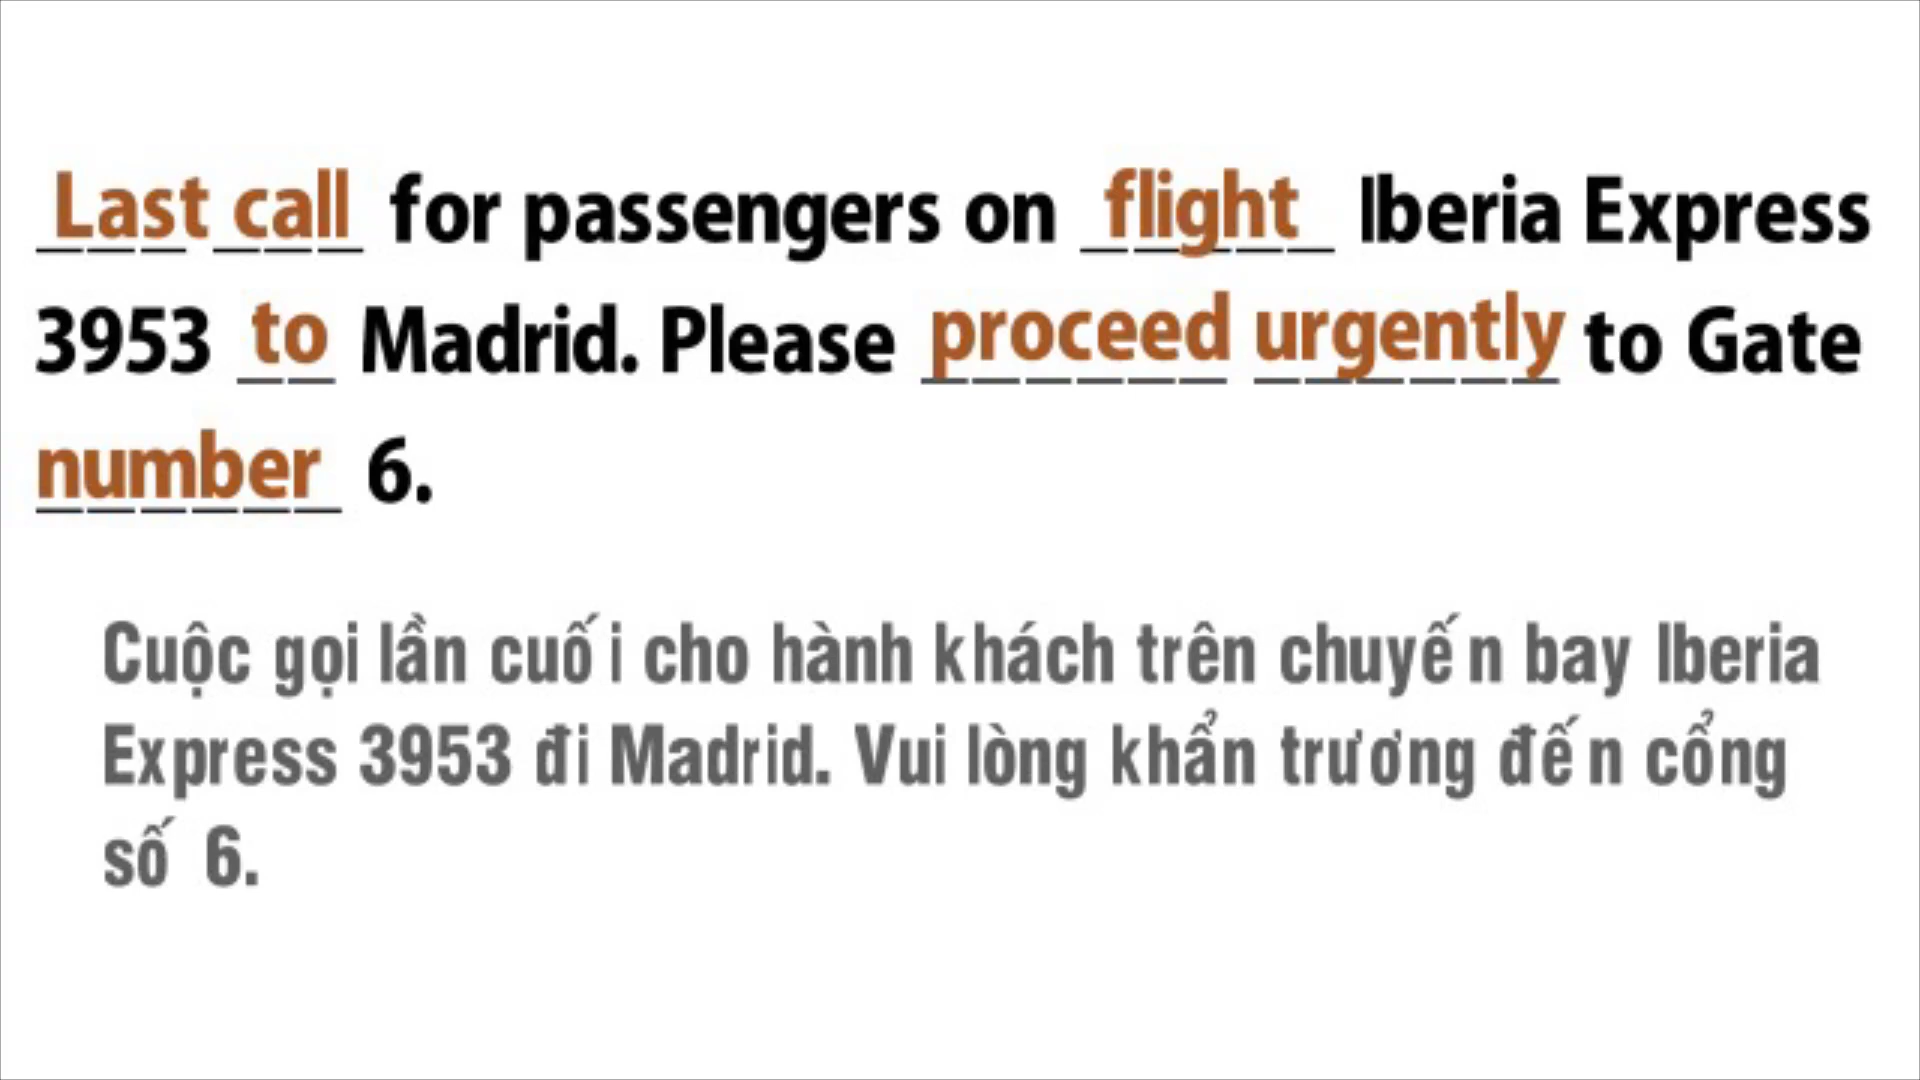 Last call for passengers on flight Iberia Express
3953 to Madrid. Please proceed urgently to Gate
number 6.
Cuộc gọi lần cuối cho hành khách trên chuyến bay Iberia
Express 3953 đi Madrid. Vui lòng khẩn trương đến cổng
số 6.